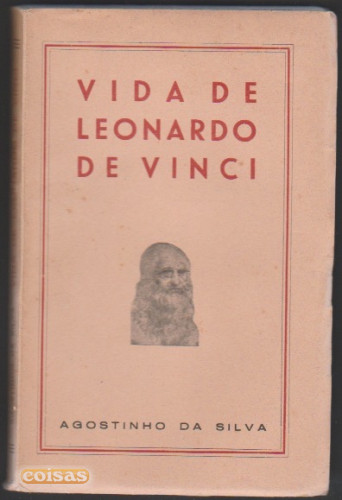 VIDA DE
LEONARDO
DE VINCI
AGOSTINHO DA SILVA
coisas